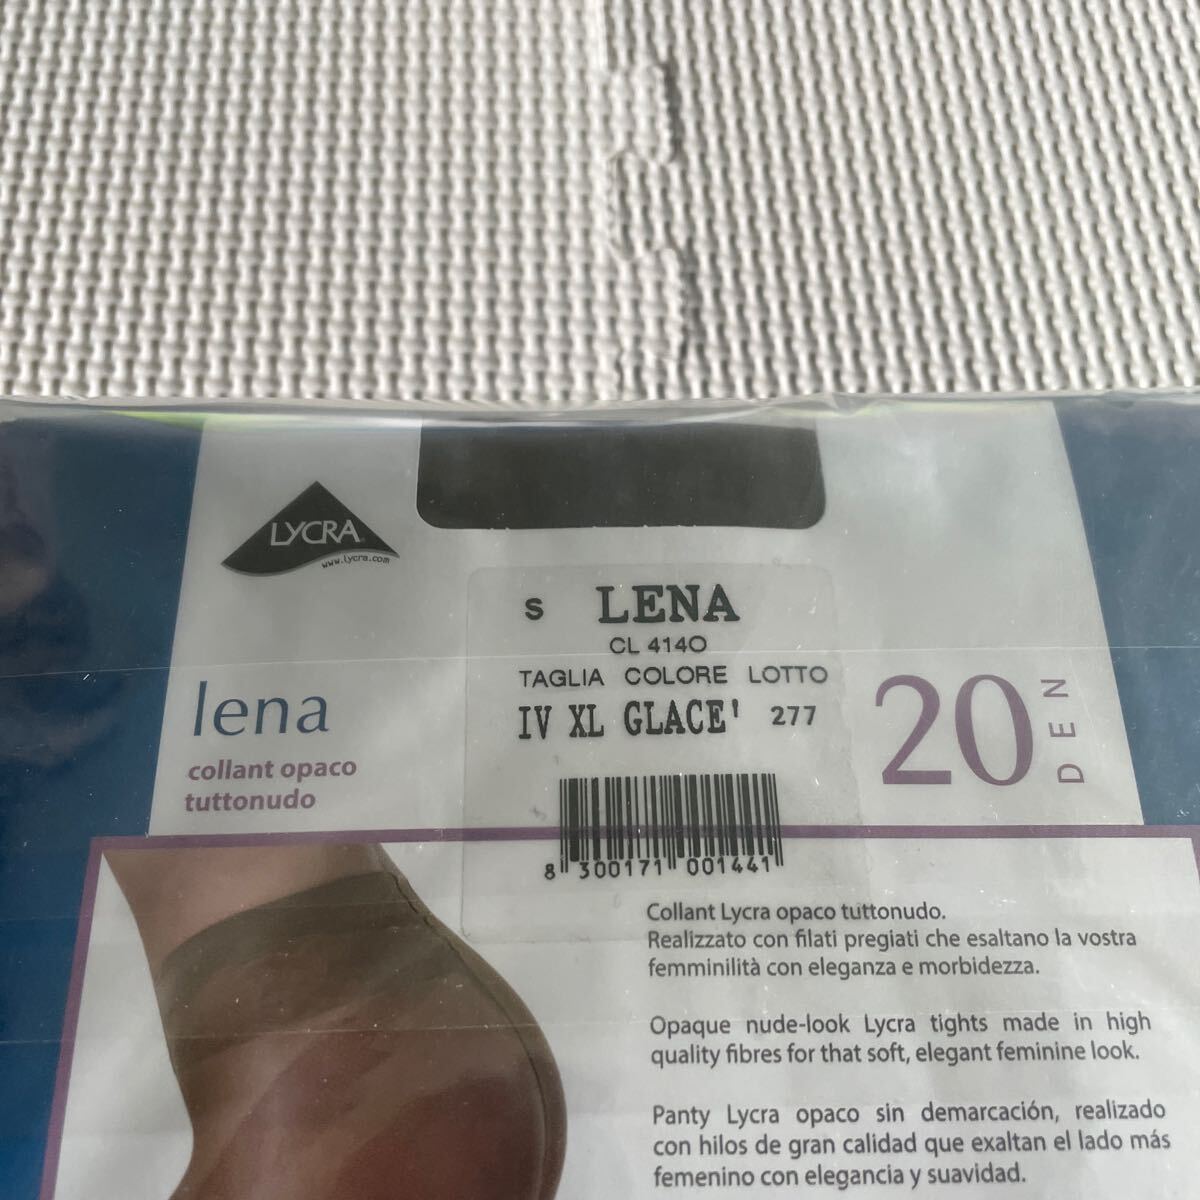 LYCRA
www.lycra.com
S LENA
CL 4140
TAGLIA COLORE LOTTO
IV XL GLACE' 277
lena
collant opaco
tuttonudo
20 DEN
8 300171 001441
Collant Lycra opaco tuttonudo.
Realizzato con filati pregiati che esaltano la vostra
femminilità con eleganza e morbidezza.
Opaque nude-look Lycra tights made in high
quality fibres for that soft, elegant feminine look.
Panty Lycra opaco sin demarcación, realizado
con hilos de gran calidad que exaltan el lado más
femenino con elegancia y suavidad.